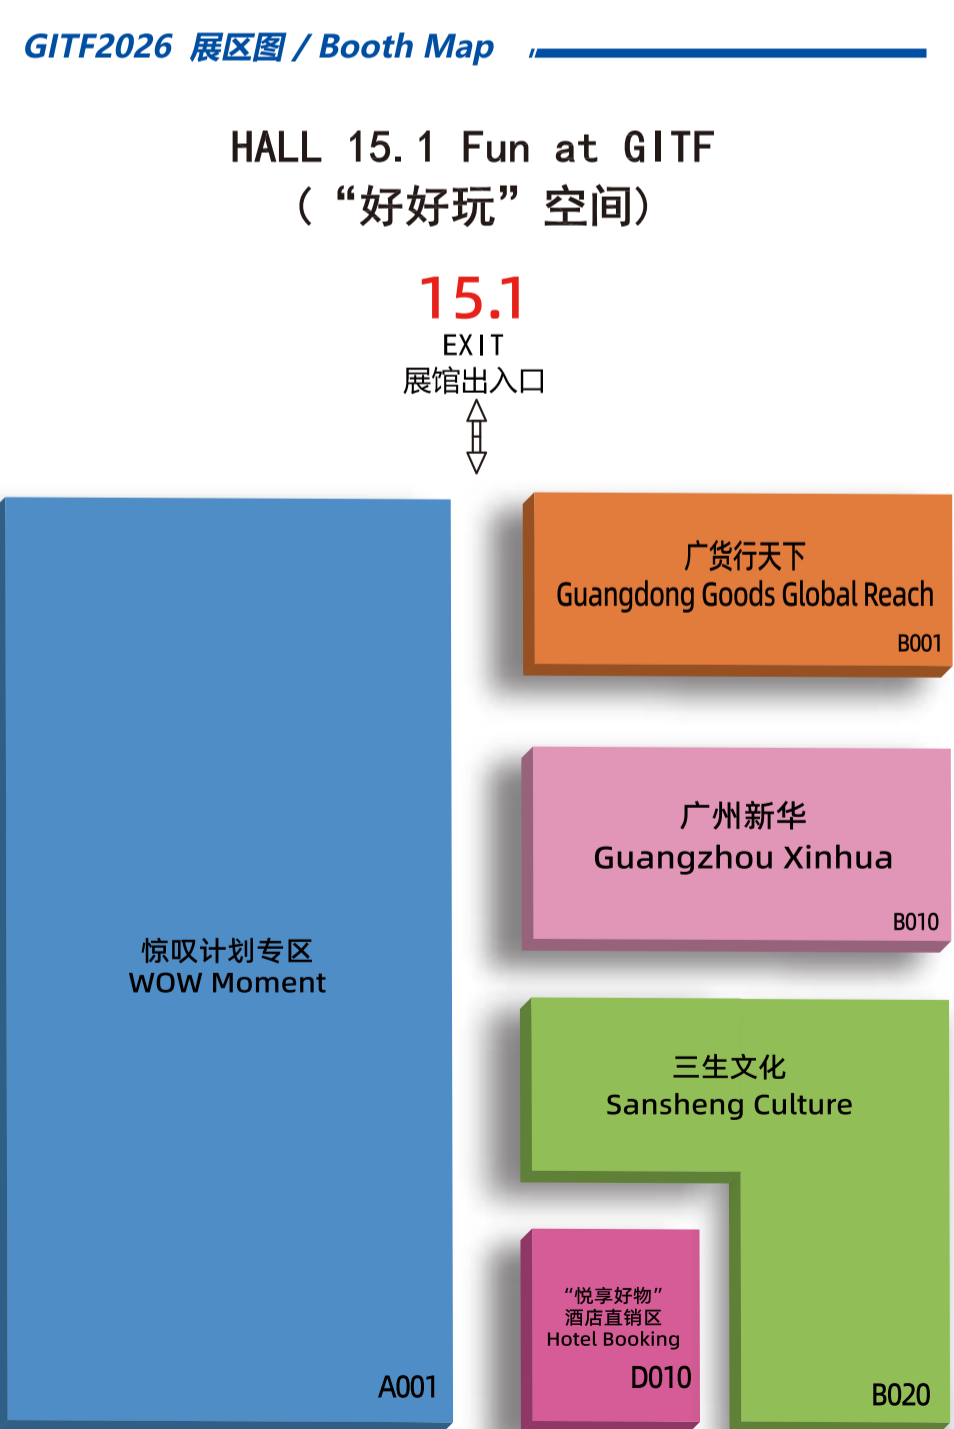 GITF2026 展区图 / Booth Map
HALL 15.1 Fun at GITF
(“好好玩”空间)
15.1
EXIT
展馆出入口
广货行天下
Guangdong Goods Global Reach
B001
广州新华
Guangzhou Xinhua
B010
惊叹计划专区
WOW Moment
A001
三生文化
Sansheng Culture
B020
“悦享好物”
酒店直销区
Hotel Booking
D010